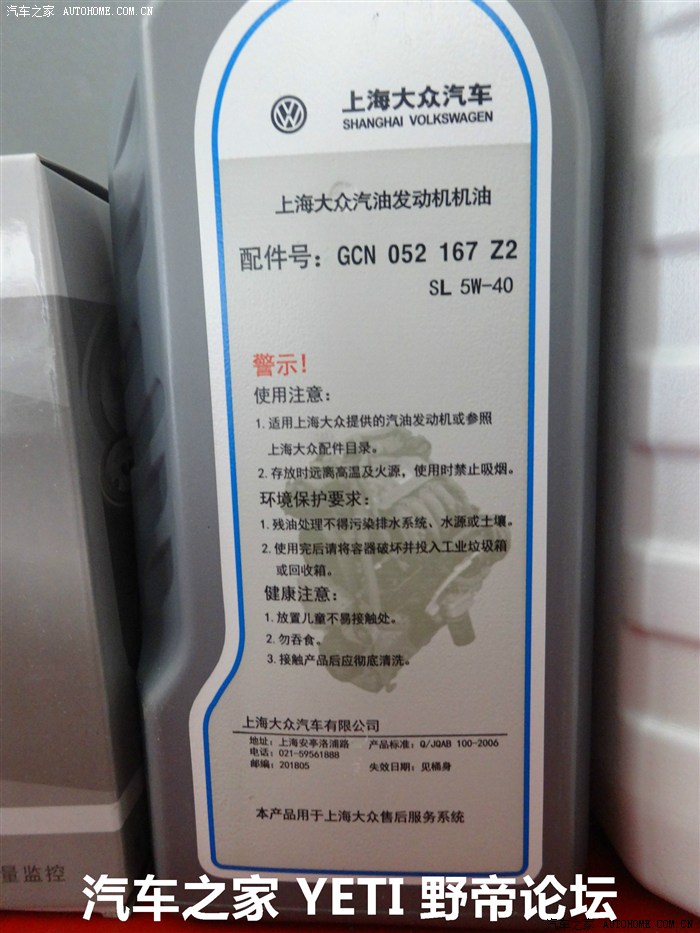 汽车之家 AUTOHOME.COM.CN
上海大众汽车
SHANGHAI VOLKSWAGEN
上海大众汽油发动机机油
配件号：GCN 052 167 Z2
SL 5W-40
警示！
使用注意：
1.适用上海大众提供的汽油发动机或参照
上海大众配件目录。
2.存放时远离高温及火源，使用时禁止吸烟。
环境保护要求：
1.残油处理不得污染排水系统、水源或土壤。
2.使用完后请将容器破坏并投入工业垃圾箱
或回收箱。
健康注意：
1.放置儿童不易接触处。
2.勿吞食。
3.接触产品后应彻底清洗。
上海大众汽车有限公司
地址：上海安亭洛浦路 产品标准：Q/JQAB 100-2006
电话：021-59561888
邮编：201805 失效日期：见桶身
本产品用于上海大众售后服务系统
量监控
汽车之家 YETI 野帝论坛
汽车之家 AUTOHOME.COM.CN